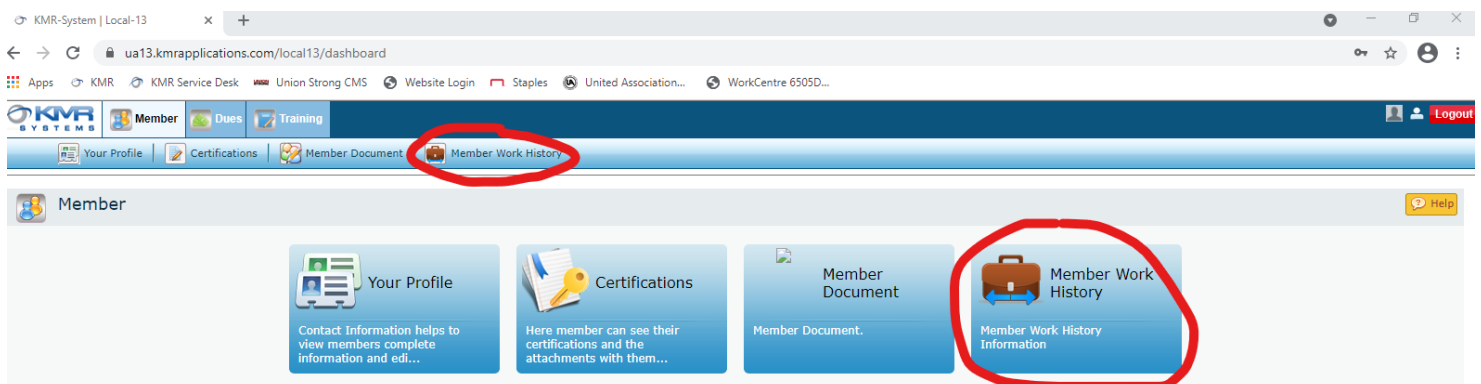 KMR-System | Local-13
ua13.kmrapplications.com/local13/dashboard
Apps KMR KMR Service Desk Union Strong CMS Website Login Staples United Association... WorkCentre 6505D...
KMR SYSTEMS Member Dues Training Logout
Your Profile Certifications Member Document Member Work History
Member Help
Your Profile
Contact Information helps to
view members complete
information and edi...
Certifications
Here member can see their
certifications and the
attachments with them...
Member
Document
Member Document.
Member Work
History
Member Work History
Information